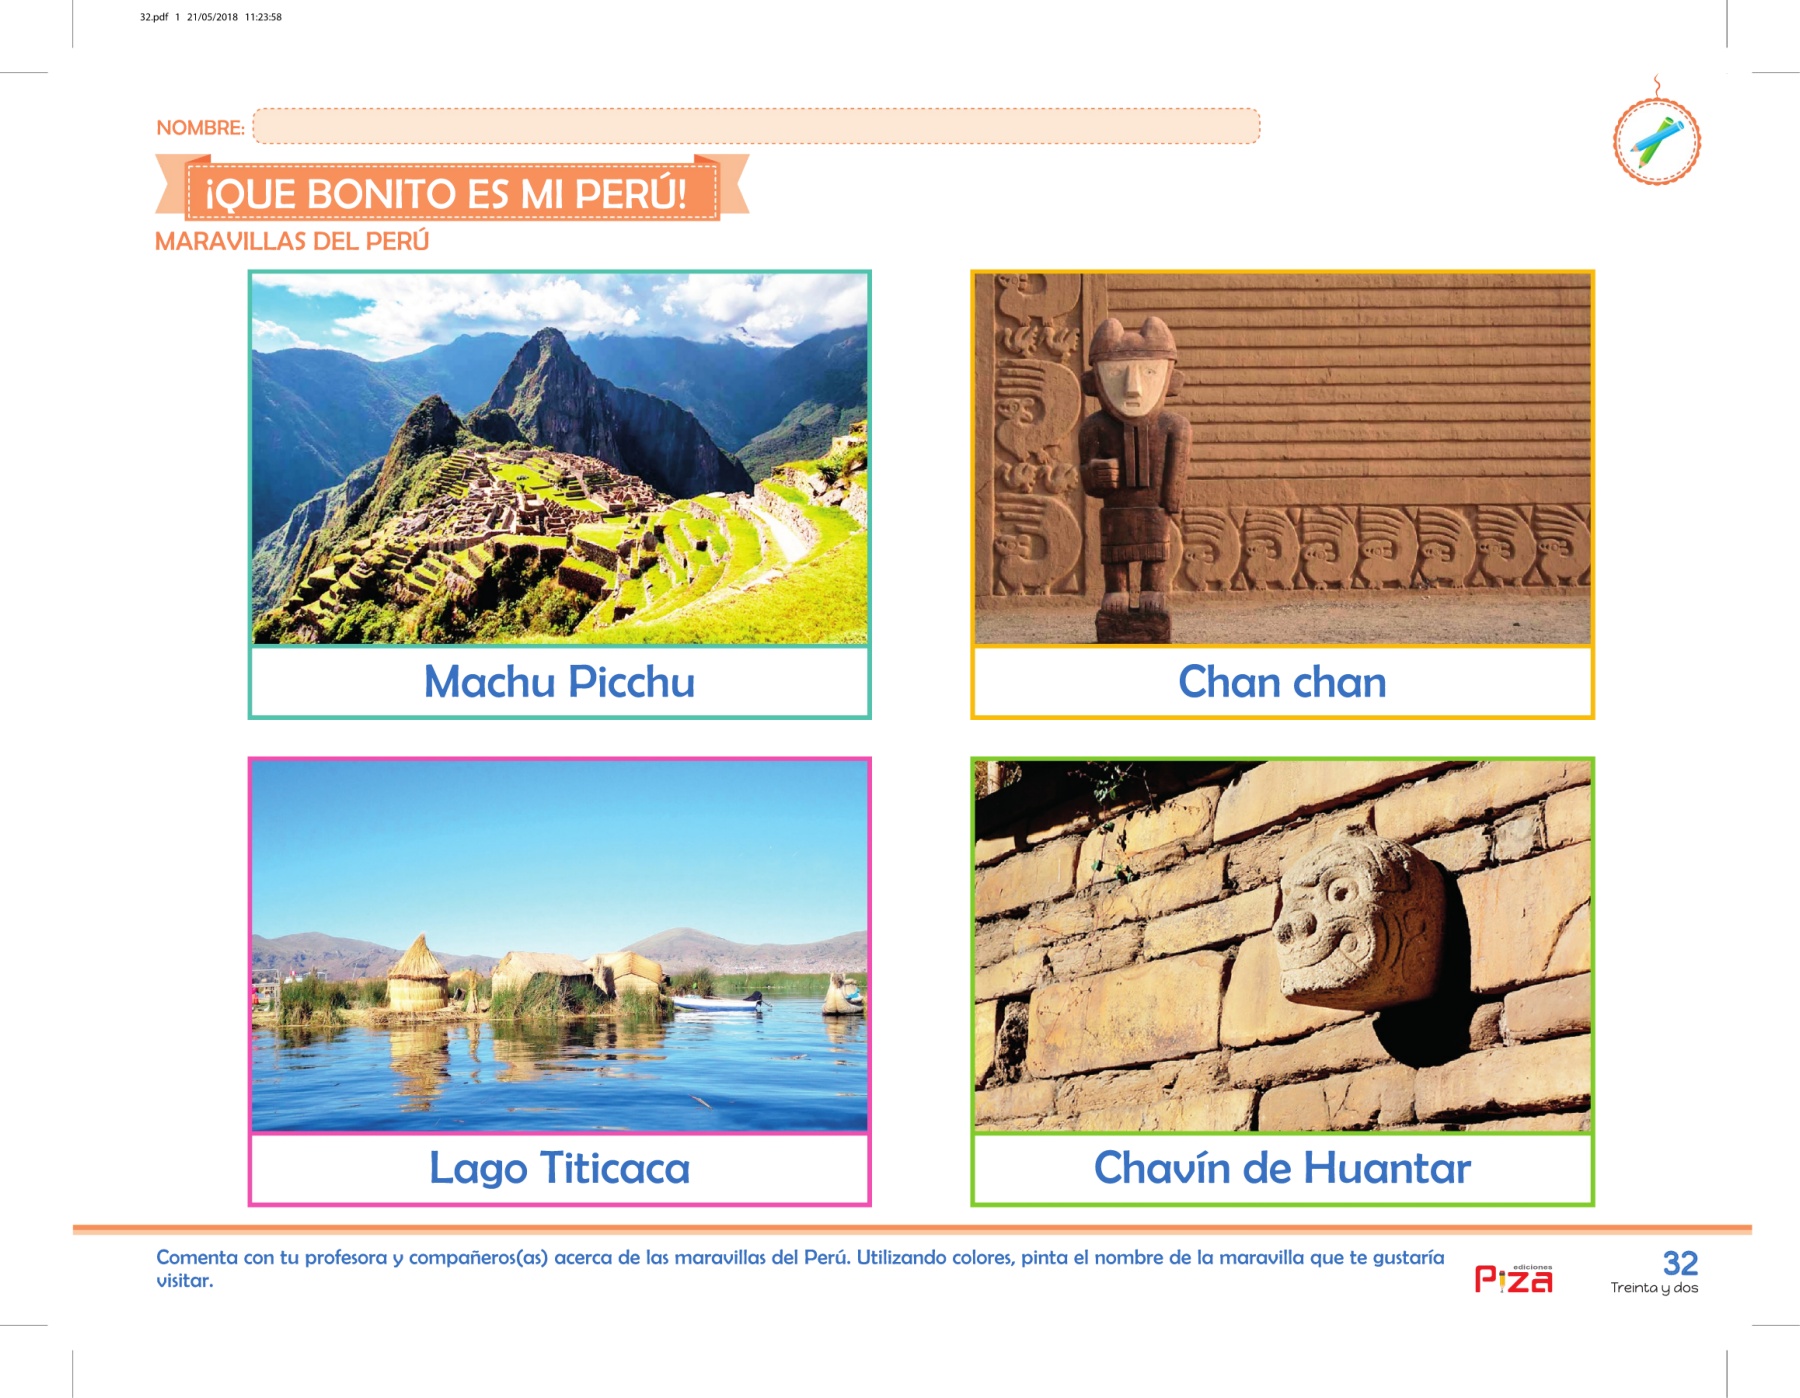 32.pdf 1 21/05/2018 11:23:58
NOMBRE:
¡QUE BONITO ES MI PERÚ!
MARAVILLAS DEL PERÚ
Machu Picchu
Chan chan
Lago Titicaca
Chavín de Huantar
Comenta con tu profesora y compañeros(as) acerca de las maravillas del Perú. Utilizando colores, pinta el nombre de la maravilla que te gustaría
visitar.
ediciones
Piza
32
Treinta y dos